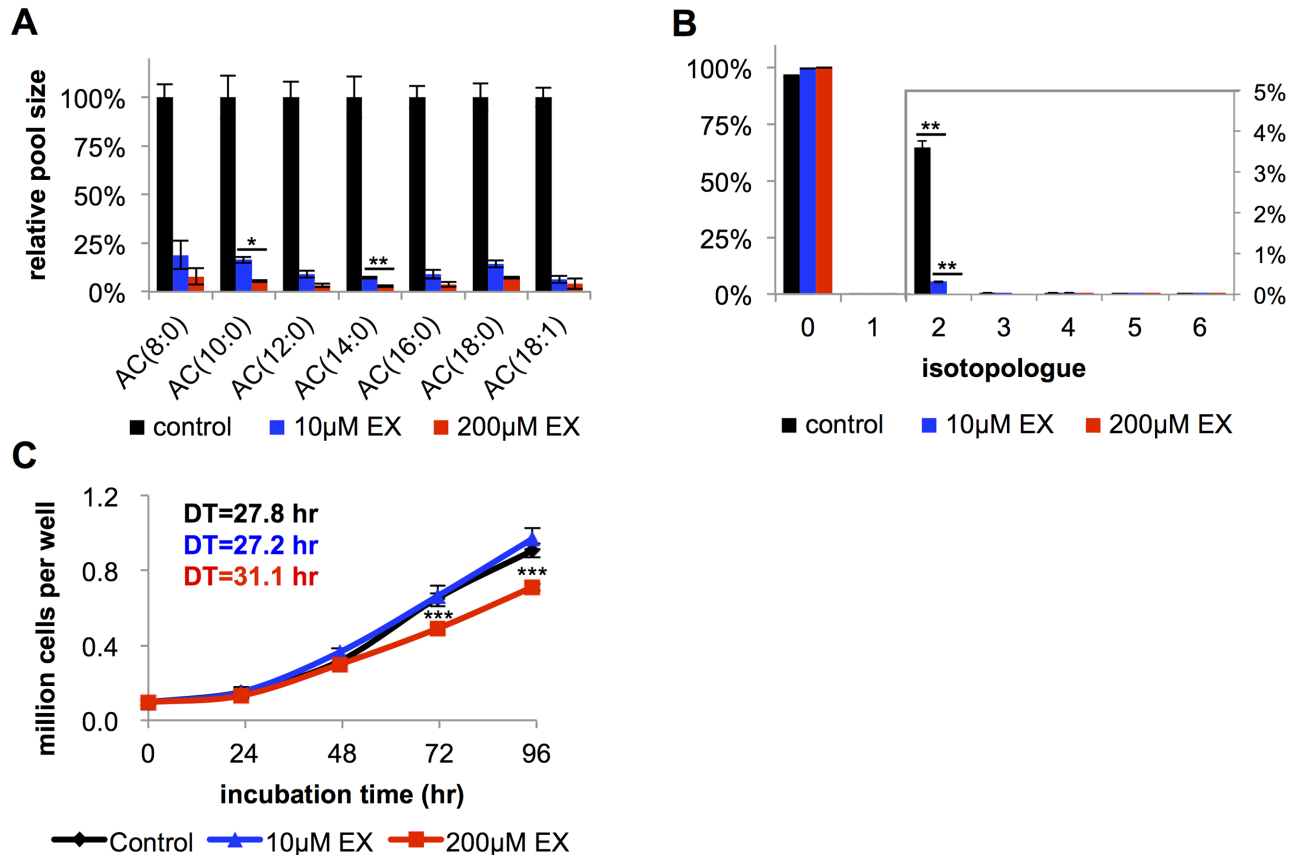 A
relative pool size
100%
75%
50%
25%
0%
*
**
AC(8:0)
AC(10:0)
AC(12:0)
AC(14:0)
AC(16:0)
AC(18:0)
AC(18:1)
control 10µM EX 200µM EX
B
100%
75%
50%
25%
0%
**
**
5%
4%
3%
2%
1%
0%
0 1 2 3 4 5 6
isotopologue
control 10µM EX 200µM EX
C
million cells per well
1.2
0.8
0.4
0.0
DT=27.8 hr
DT=27.2 hr
DT=31.1 hr
***
***
0 24 48 72 96
incubation time (hr)
Control 10µM EX 200µM EX